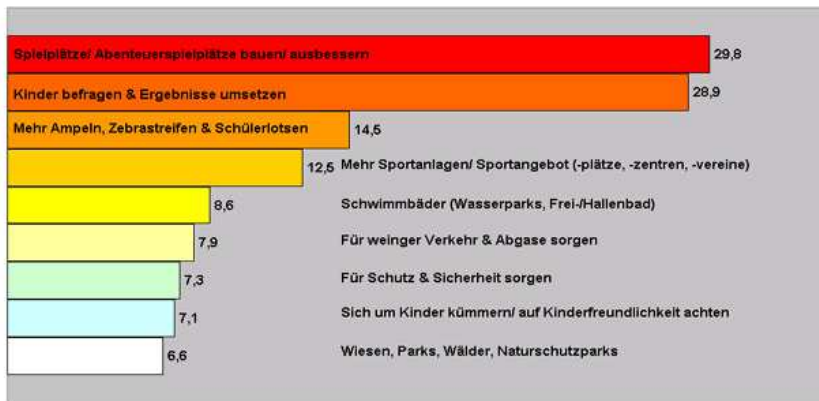 Spielplätze/ Abenteuerspielplätze bauen/ ausbessern 29,8
Kinder befragen & Ergebnisse umsetzen 28,9
Mehr Ampeln, Zebrastreifen & Schülerlotsen 14,5
12,5 Mehr Sportanlagen/ Sportangebot (-plätze, -zentren, -vereine)
8,6 Schwimmbäder (Wasserparks, Frei-/Hallenbad)
7,9 Für weinger Verkehr & Abgase sorgen
7,3 Für Schutz & Sicherheit sorgen
7,1 Sich um Kinder kümmern/ auf Kinderfreundlichkeit achten
6,6 Wiesen, Parks, Wälder, Naturschutzparks